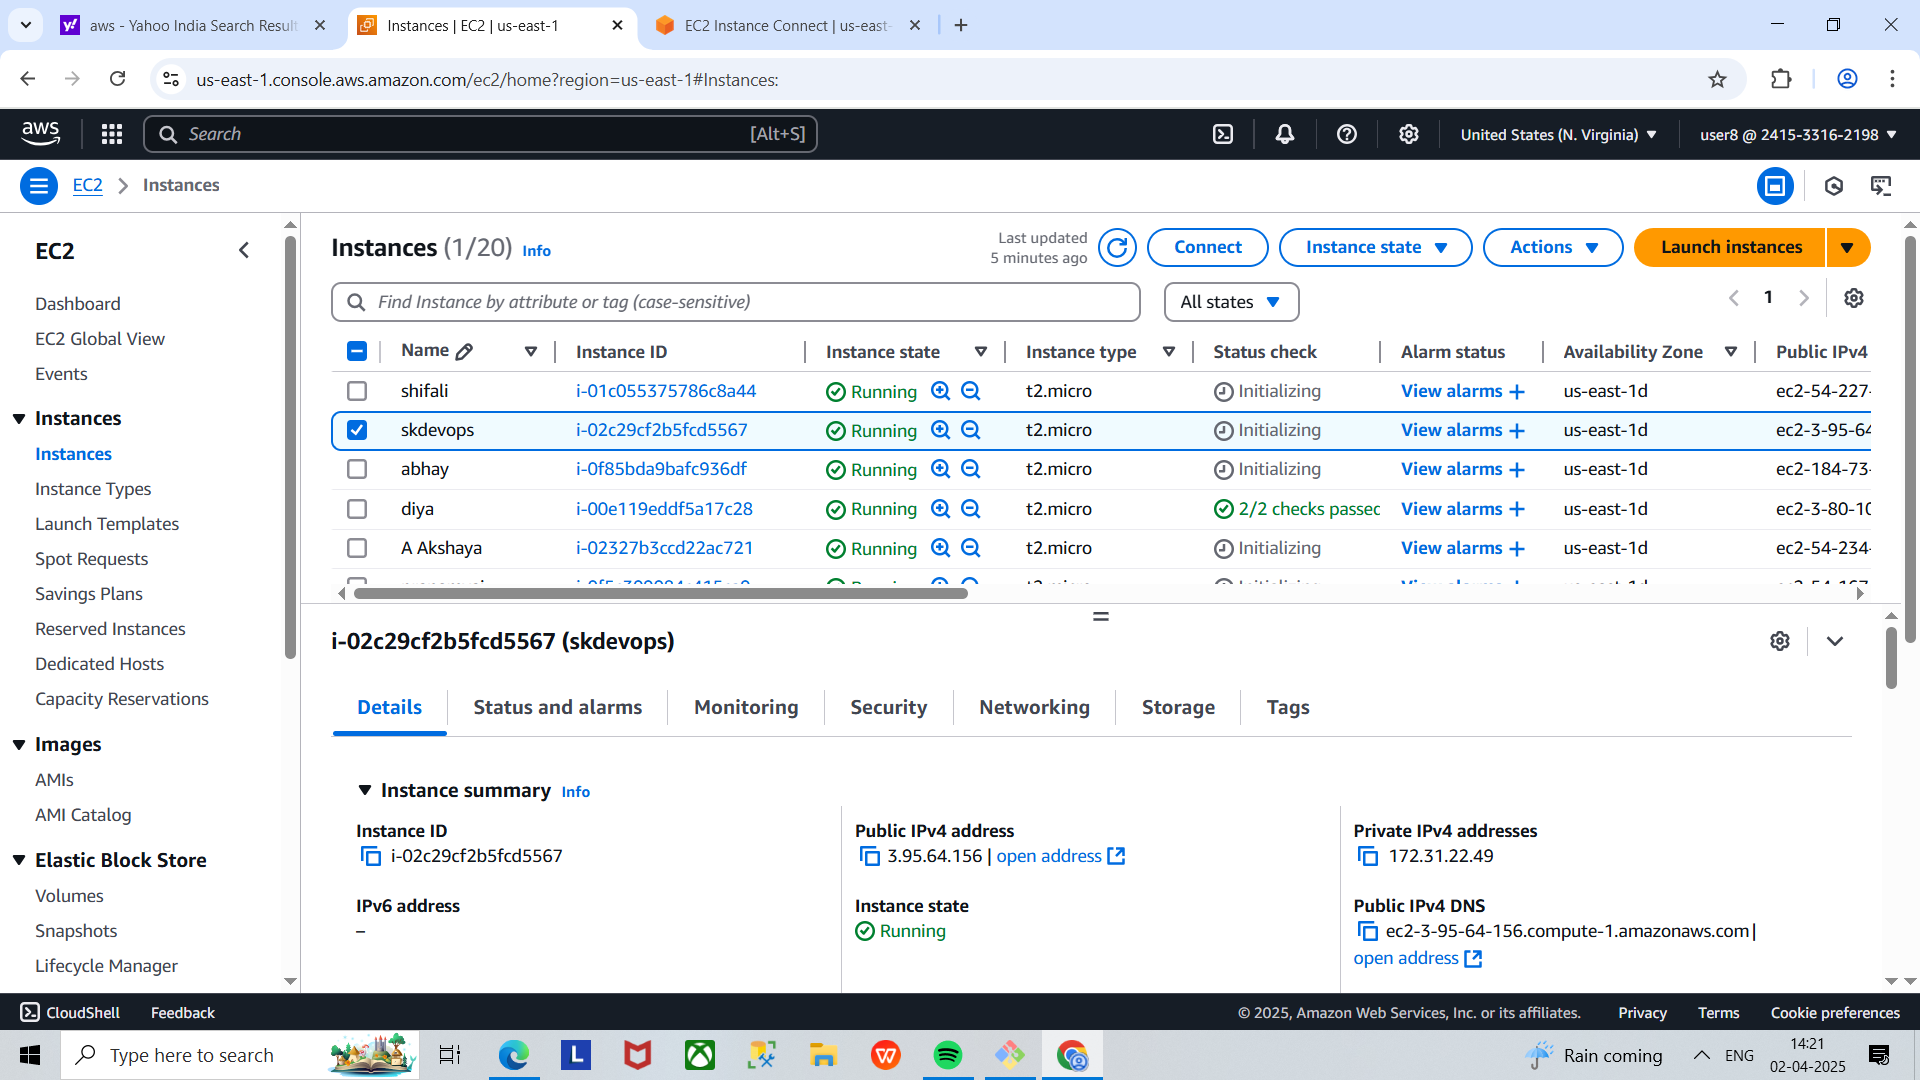 aws - Yahoo India Search Result
Instances | EC2 | us-east-1
EC2 Instance Connect | us-east-
us-east-1.console.aws.amazon.com/ec2/home?region=us-east-1#Instances:
aws
Search
[Alt+S]
United States (N. Virginia)
user8 @ 2415-3316-2198
EC2
Instances
EC2
Dashboard
EC2 Global View
Events
Instances
Instances
Instance Types
Launch Templates
Spot Requests
Savings Plans
Reserved Instances
Dedicated Hosts
Capacity Reservations
Images
AMIs
AMI Catalog
Elastic Block Store
Volumes
Snapshots
Lifecycle Manager
Instances (1/20) Info
Last updated
5 minutes ago
Connect
Instance state
Actions
Launch instances
Find Instance by attribute or tag (case-sensitive)
All states
1
Name Instance ID Instance state Instance type Status check Alarm status Availability Zone Public IPv4
shifali i-01c055375786c8a44 Running t2.micro Initializing View alarms + us-east-1d ec2-54-227-
skdevops i-02c29cf2b5fcd5567 Running t2.micro Initializing View alarms + us-east-1d ec2-3-95-64
abhay i-0f85bda9bafc936df Running t2.micro Initializing View alarms + us-east-1d ec2-184-73-
diya i-00e119eddf5a17c28 Running t2.micro 2/2 checks passed View alarms + us-east-1d ec2-3-80-10
A Akshaya i-02327b3ccd22ac721 Running t2.micro Initializing View alarms + us-east-1d ec2-54-234-
i-02c29cf2b5fcd5567 (skdevops)
Details
Status and alarms
Monitoring
Security
Networking
Storage
Tags
Instance summary Info
Instance ID
i-02c29cf2b5fcd5567
IPv6 address
–
Public IPv4 address
3.95.64.156 | open address
Instance state
Running
Private IPv4 addresses
172.31.22.49
Public IPv4 DNS
ec2-3-95-64-156.compute-1.amazonaws.com |
open address
CloudShell
Feedback
© 2025, Amazon Web Services, Inc. or its affiliates.
Privacy
Terms
Cookie preferences
Type here to search
Rain coming
ENG
14:21
02-04-2025